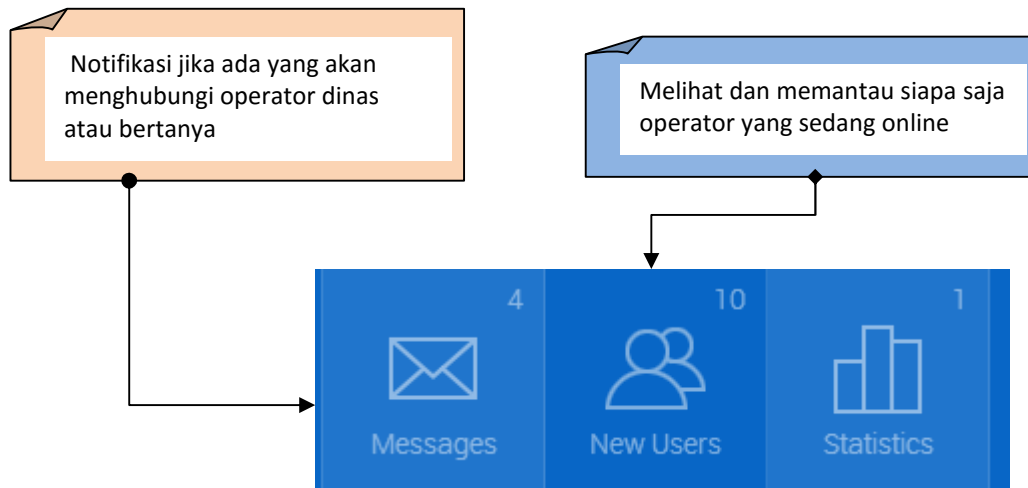 Notifikasi jika ada yang akan
menghubungi operator dinas
atau bertanya
Melihat dan memantau siapa saja
operator yang sedang online
4
10
1
Messages
New Users
Statistics